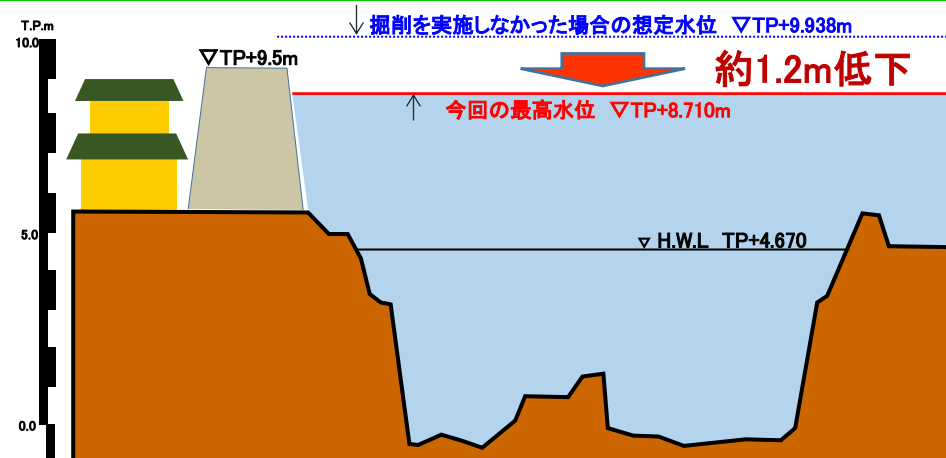 T.P.m
掘削を実施しなかった場合の想定水位 ▽TP+9.938m
10.0
▽TP+9.5m
約1.2m低下
今回の最高水位 ▽TP+8.710m
5.0
▽ H.W.L TP+4.670
0.0